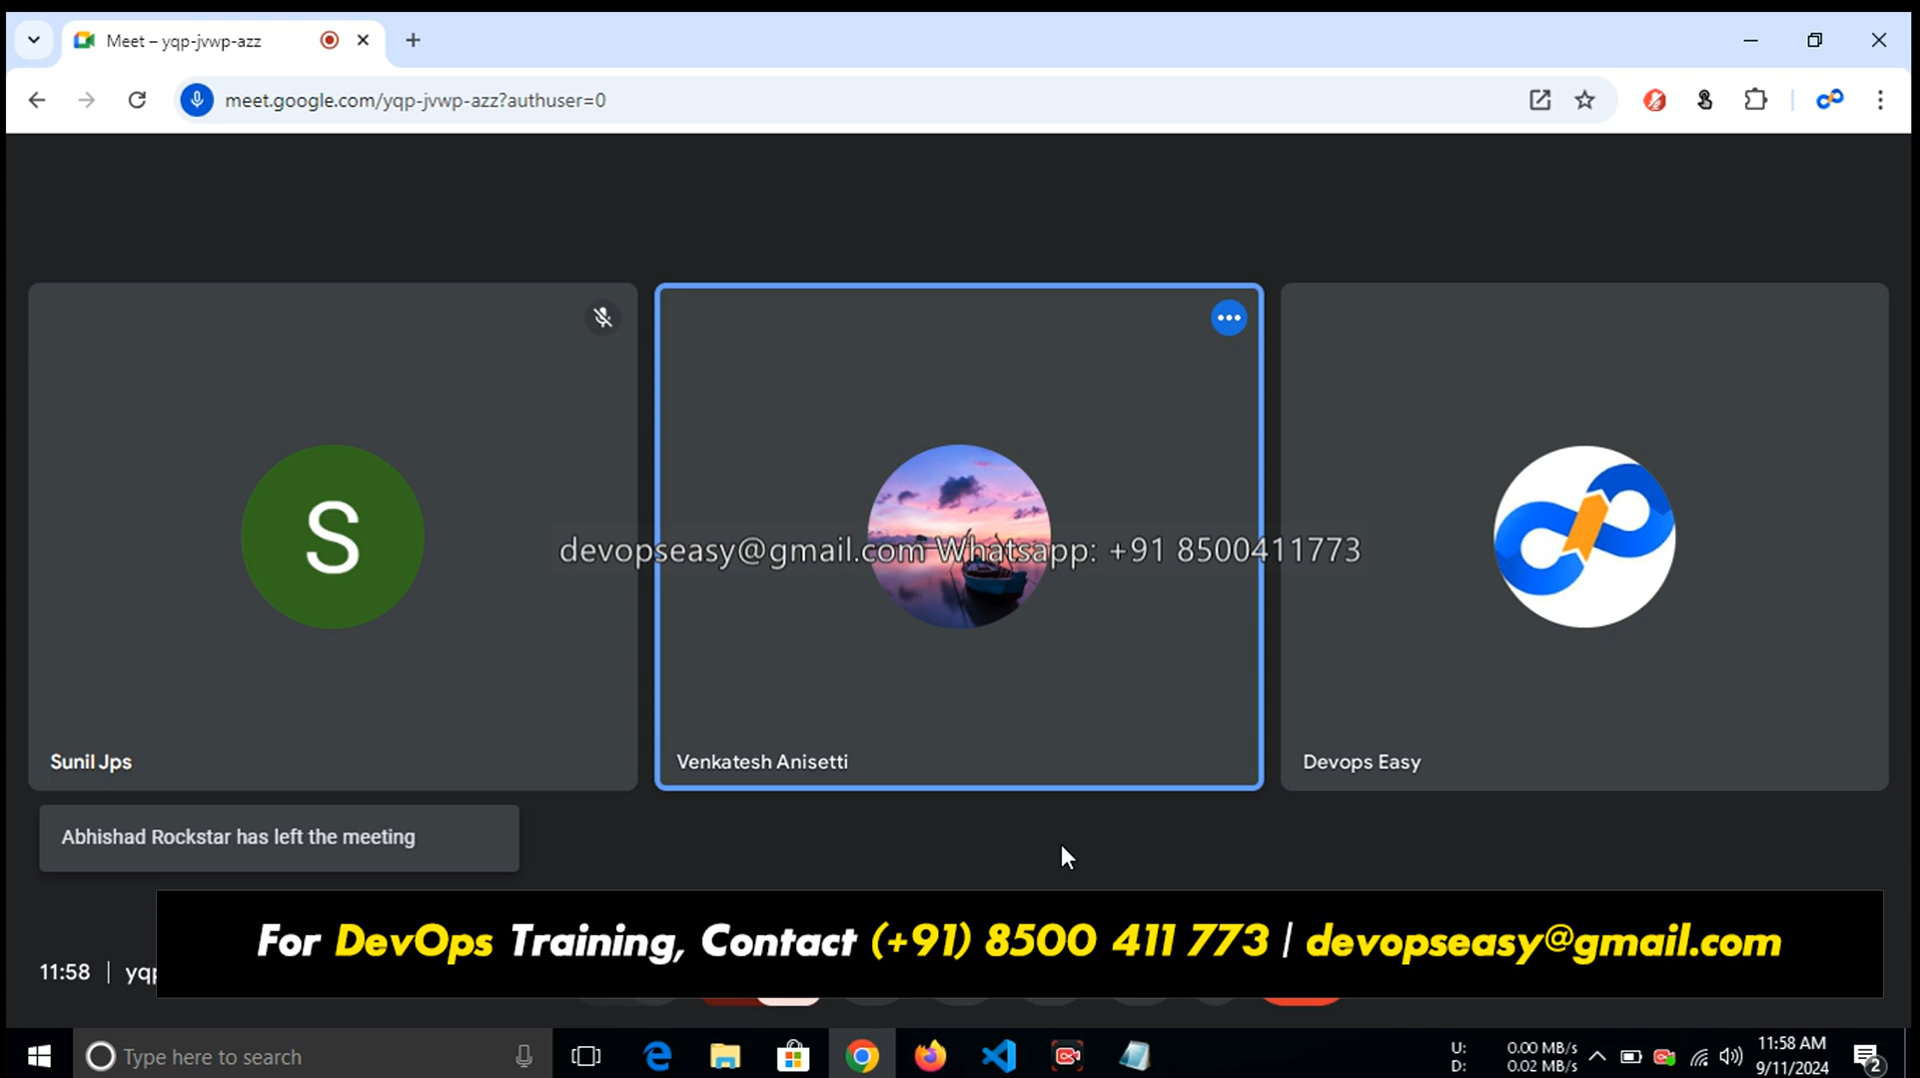 Meet – yqp-jvwp-azz
meet.google.com/yqp-jvwp-azz?authuser=0
S
devopseasy@gmail.com Whatsapp: +91 8500411773
Sunil Jps
Venkatesh Anisetti
Devops Easy
Abhishad Rockstar has left the meeting
For DevOps Training, Contact (+91) 8500 411 773 | devopseasy@gmail.com
11:58 | yqp
Type here to search
U: 0.00 MB/s
D: 0.02 MB/s
11:58 AM
9/11/2024
2